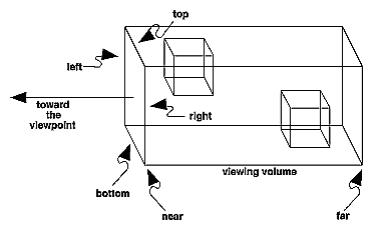 top
left
toward
the
viewpoint
right
bottom
viewing volume
near
far